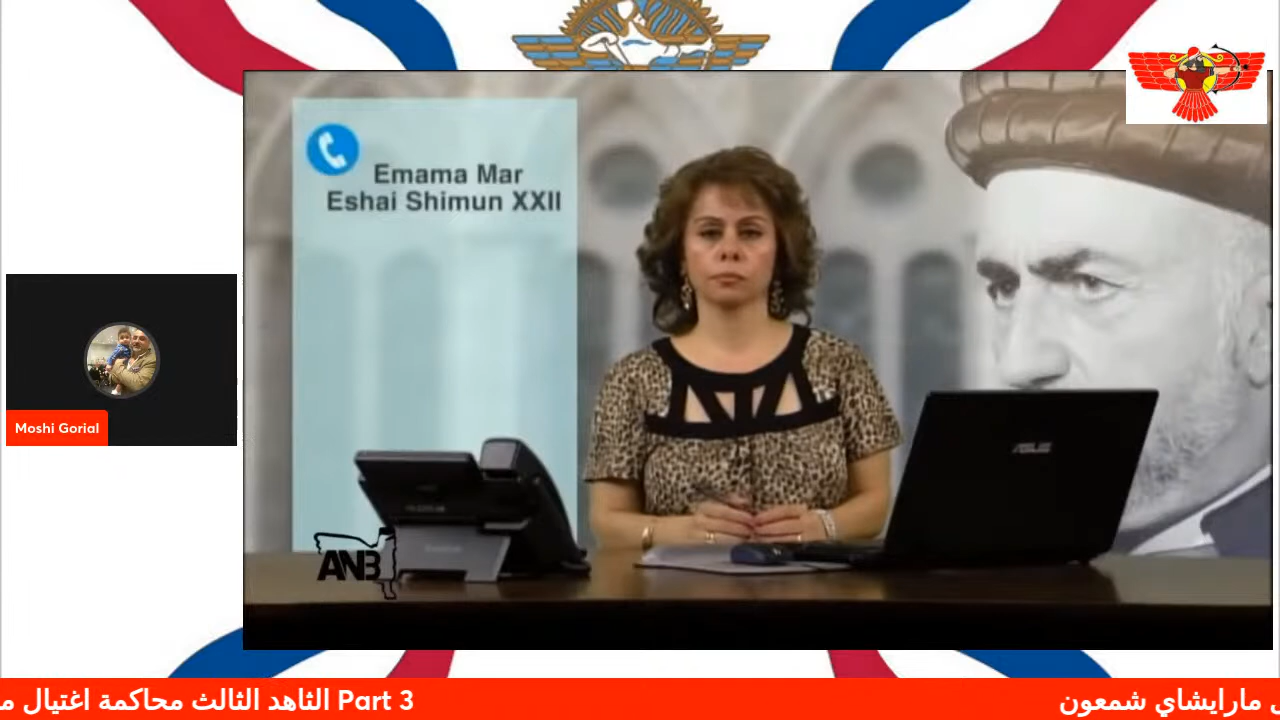 Emama Mar
Eshai Shimun XXII
ASUS
Moshi Gorial
ANB
الثاهد الثالث محاكمة اغتيال Part 3
مارايشاي شمعون